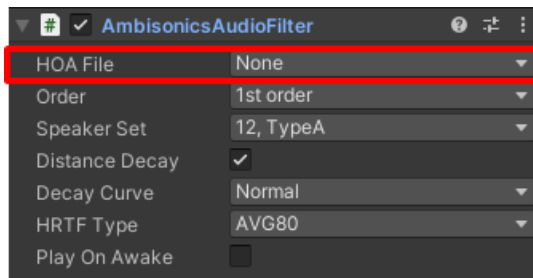 AmbisonicsAudioFilter
HOA File None
Order 1st order
Speaker Set 12, TypeA
Distance Decay
Decay Curve Normal
HRTF Type AVG80
Play On Awake